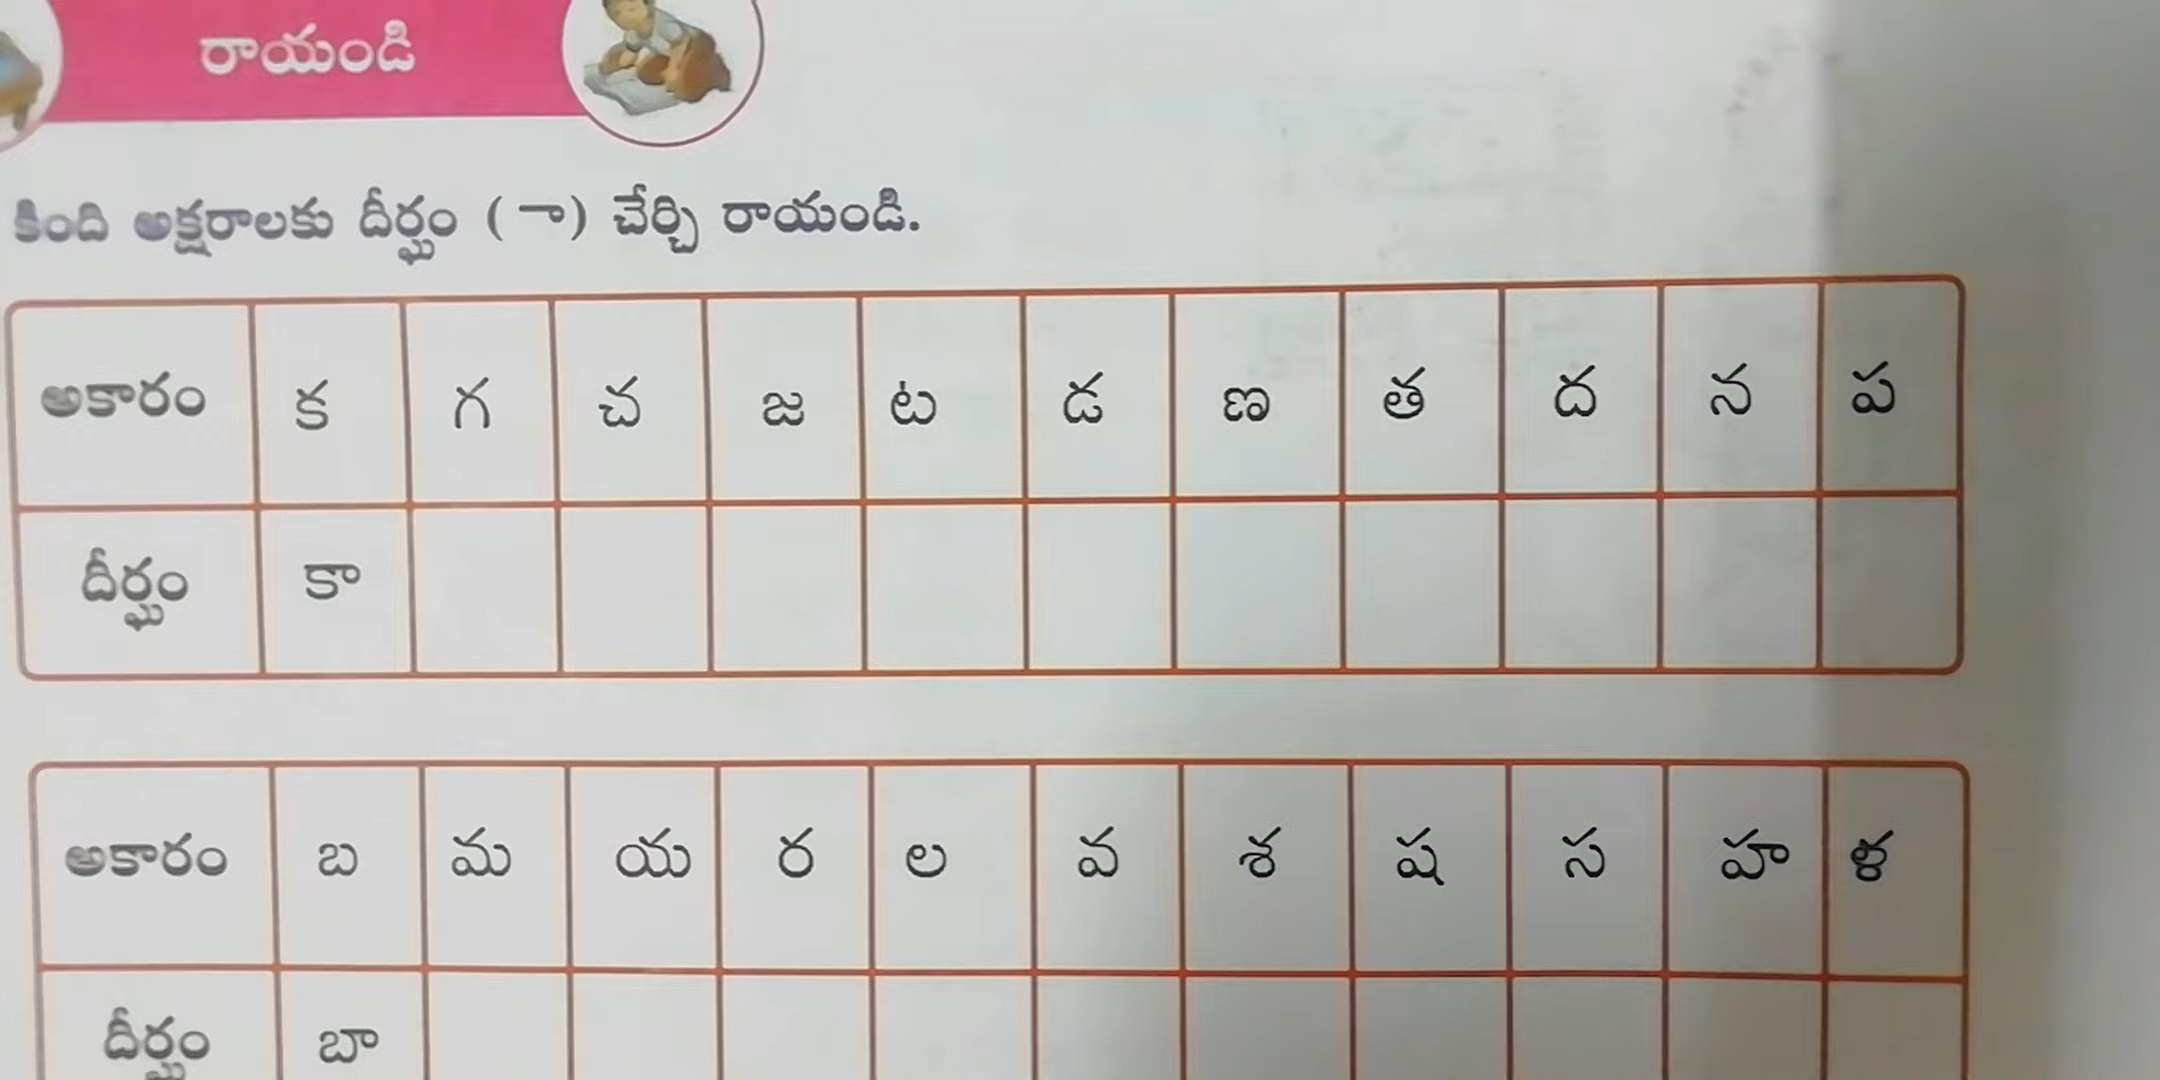 రాయండి
కింది అక్షరాలకు దీర్ఘం ( ా ) చేర్చి రాయండి.
అకారం క గ చ జ ట డ ణ త ద న ప
దీర్ఘం కా
అకారం బ మ య ర ల వ శ ష స హ ళ
దీర్ఘం బా